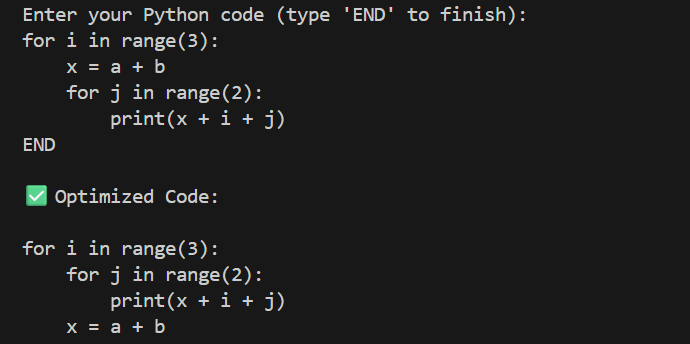 Enter your Python code (type 'END' to finish):
for i in range(3):
    x = a + b
    for j in range(2):
        print(x + i + j)
END
✅ Optimized Code:
for i in range(3):
    for j in range(2):
        print(x + i + j)
    x = a + b